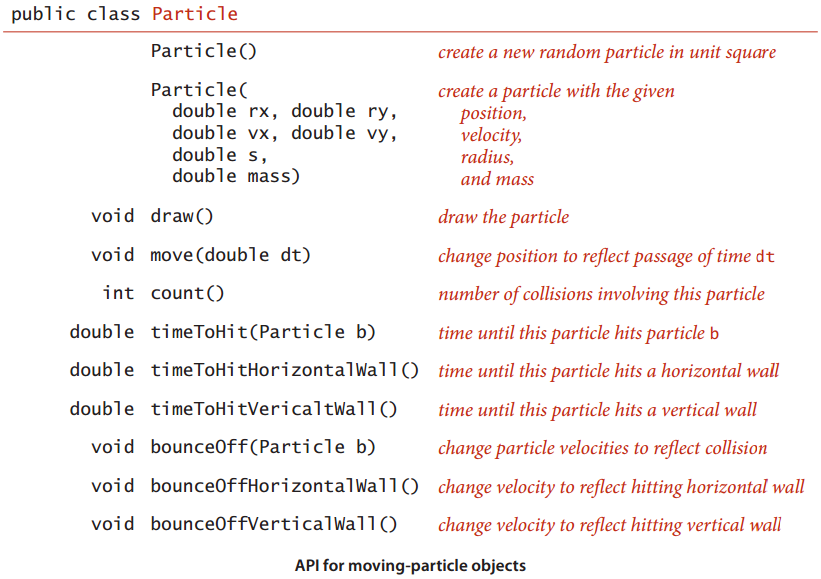 public class Particle
Particle() create a new random particle in unit square
Particle( create a particle with the given
double rx, double ry, position,
double vx, double vy, velocity,
double s, radius,
double mass) and mass
void draw() draw the particle
void move(double dt) change position to reflect passage of time dt
int count() number of collisions involving this particle
double timeToHit(Particle b) time until this particle hits particle b
double timeToHitHorizontalWall() time until this particle hits a horizontal wall
double timeToHitVericaltWall() time until this particle hits a vertical wall
void bounceOff(Particle b) change particle velocities to reflect collision
void bounceOffHorizontalWall() change velocity to reflect hitting horizontal wall
void bounceOffVerticalWall() change velocity to reflect hitting vertical wall
API for moving-particle objects